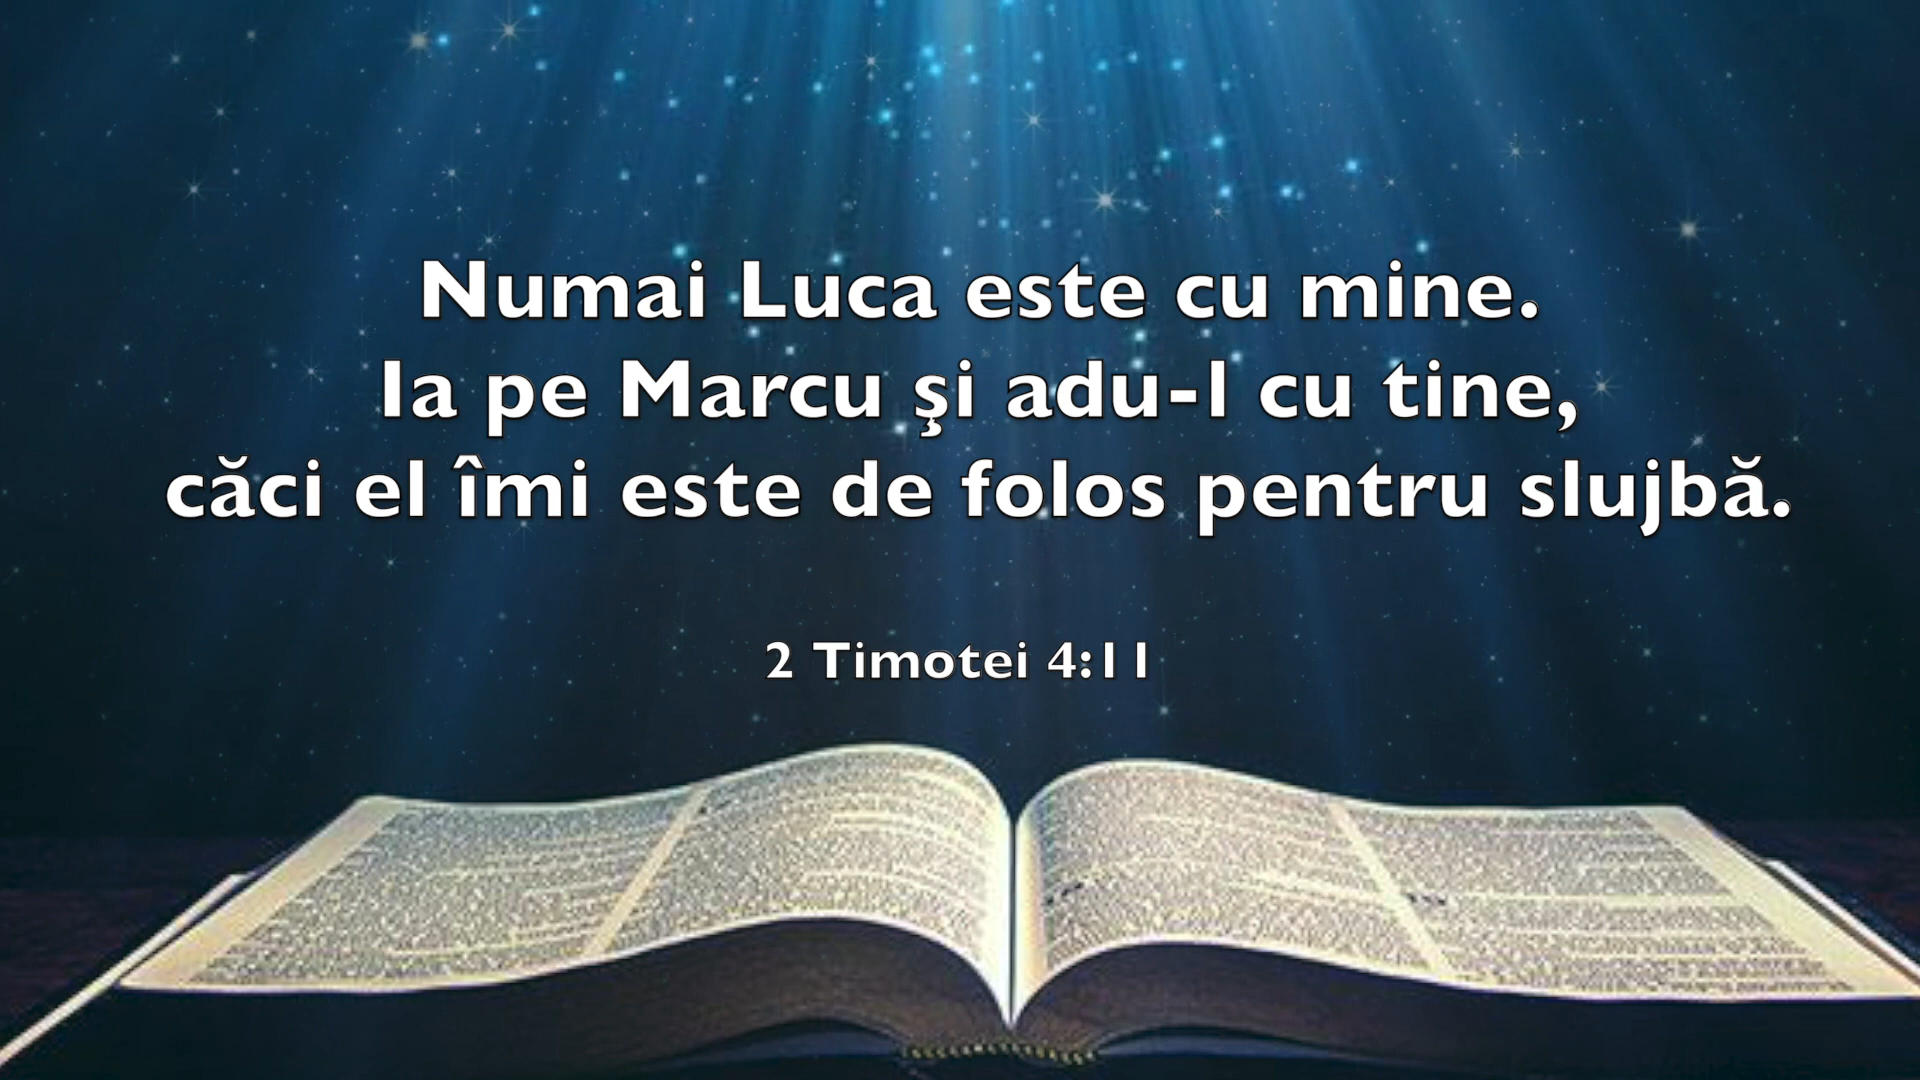 Numai Luca este cu mine.
Ia pe Marcu şi adu-l cu tine,
căci el îmi este de folos pentru slujbă.
2 Timotei 4:11